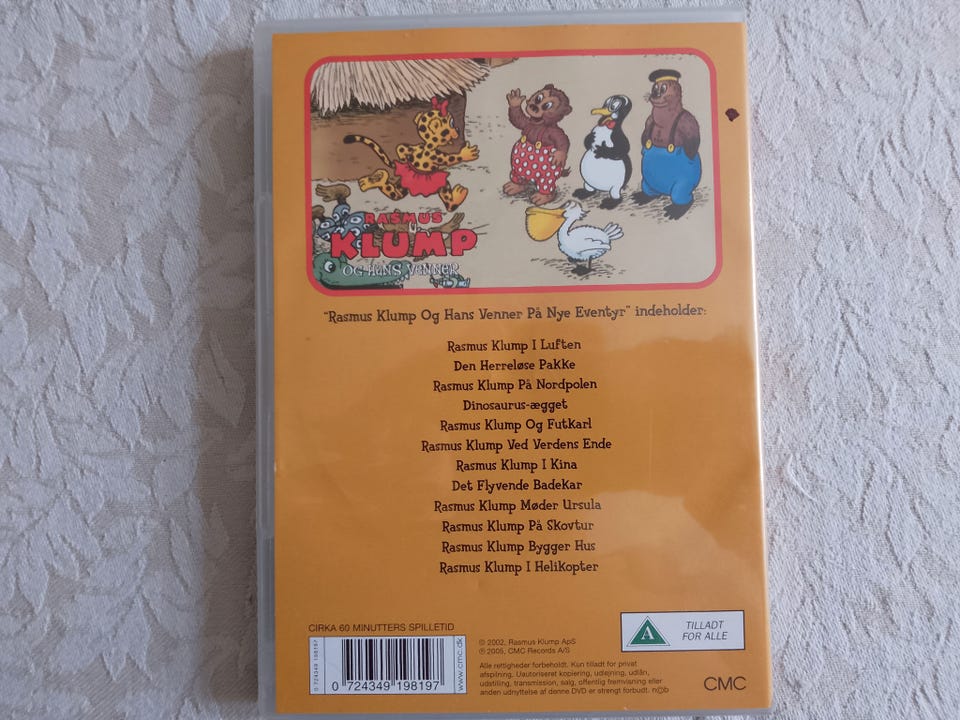 RASMUS
KLUMP
OG HANS VENNER
"Rasmus Klump Og Hans Venner På Nye Eventyr" indeholder:
Rasmus Klump I Luften
Den Herreløse Pakke
Rasmus Klump På Nordpolen
Dinosaurus-ægget
Rasmus Klump Og Futkarl
Rasmus Klump Ved Verdens Ende
Rasmus Klump I Kina
Det Flyvende Badekar
Rasmus Klump Møder Ursula
Rasmus Klump På Skovtur
Rasmus Klump Bygger Hus
Rasmus Klump I Helikopter
CIRKA 60 MINUTTERS SPILLETID
0 724349 198197
0 724349 198197
www.cmc.dk
© 2002, Rasmus Klump ApS
℗ 2005, CMC Records A/S
Alle rettigheder forbeholdt. Kun tilladt for privat
afspilning. Uautoriseret kopiering, udlejning, udlån,
udstilling, transmission, salg, offentlig fremvisning eller
anden udnyttelse af denne DVD er strengt forbudt. n©b
A
TILLADT
FOR ALLE
CMC